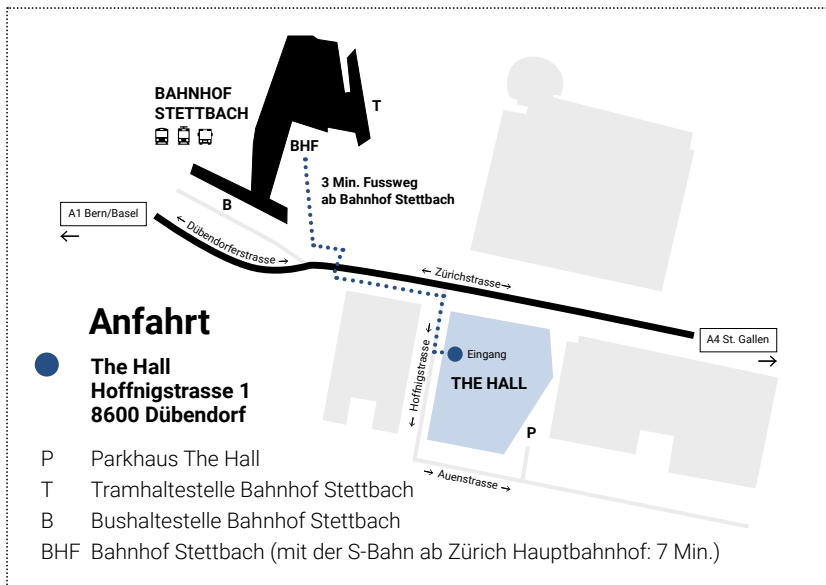 BAHNHOF
STETTBACH
T
BHF
3 Min. Fussweg
ab Bahnhof Stettbach
B
A1 Bern/Basel
←
← Dübendorferstrasse →
← Zürichstrasse →
A4 St. Gallen
→
Anfahrt
The Hall
Hoffnigstrasse 1
8600 Dübendorf
← Hoffnigstrasse →
Eingang
THE HALL
P
→ Auenstrasse →
P Parkhaus The Hall
T Tramhaltestelle Bahnhof Stettbach
B Bushaltestelle Bahnhof Stettbach
BHF Bahnhof Stettbach (mit der S-Bahn ab Zürich Hauptbahnhof: 7 Min.)